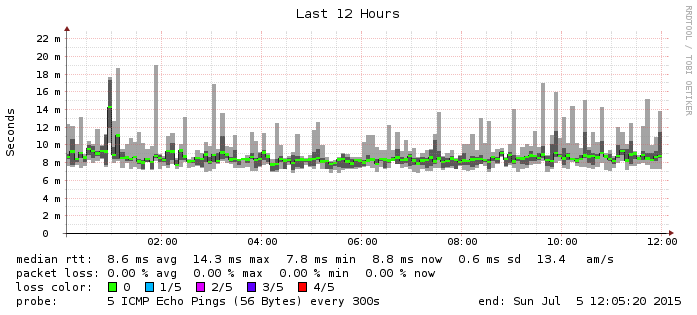 Last 12 Hours
RRDTOOL / TOBI OETIKER
Seconds
22 m
20 m
18 m
16 m
14 m
12 m
10 m
8 m
6 m
4 m
2 m
0
02:00 04:00 06:00 08:00 10:00 12:00
median rtt: 8.6 ms avg 14.3 ms max 7.8 ms min 8.8 ms now 0.6 ms sd 13.4 am/s
packet loss: 0.00 % avg 0.00 % max 0.00 % min 0.00 % now
loss color: 0 1/5 2/5 3/5 4/5
probe: 5 ICMP Echo Pings (56 Bytes) every 300s end: Sun Jul 5 12:05:20 2015